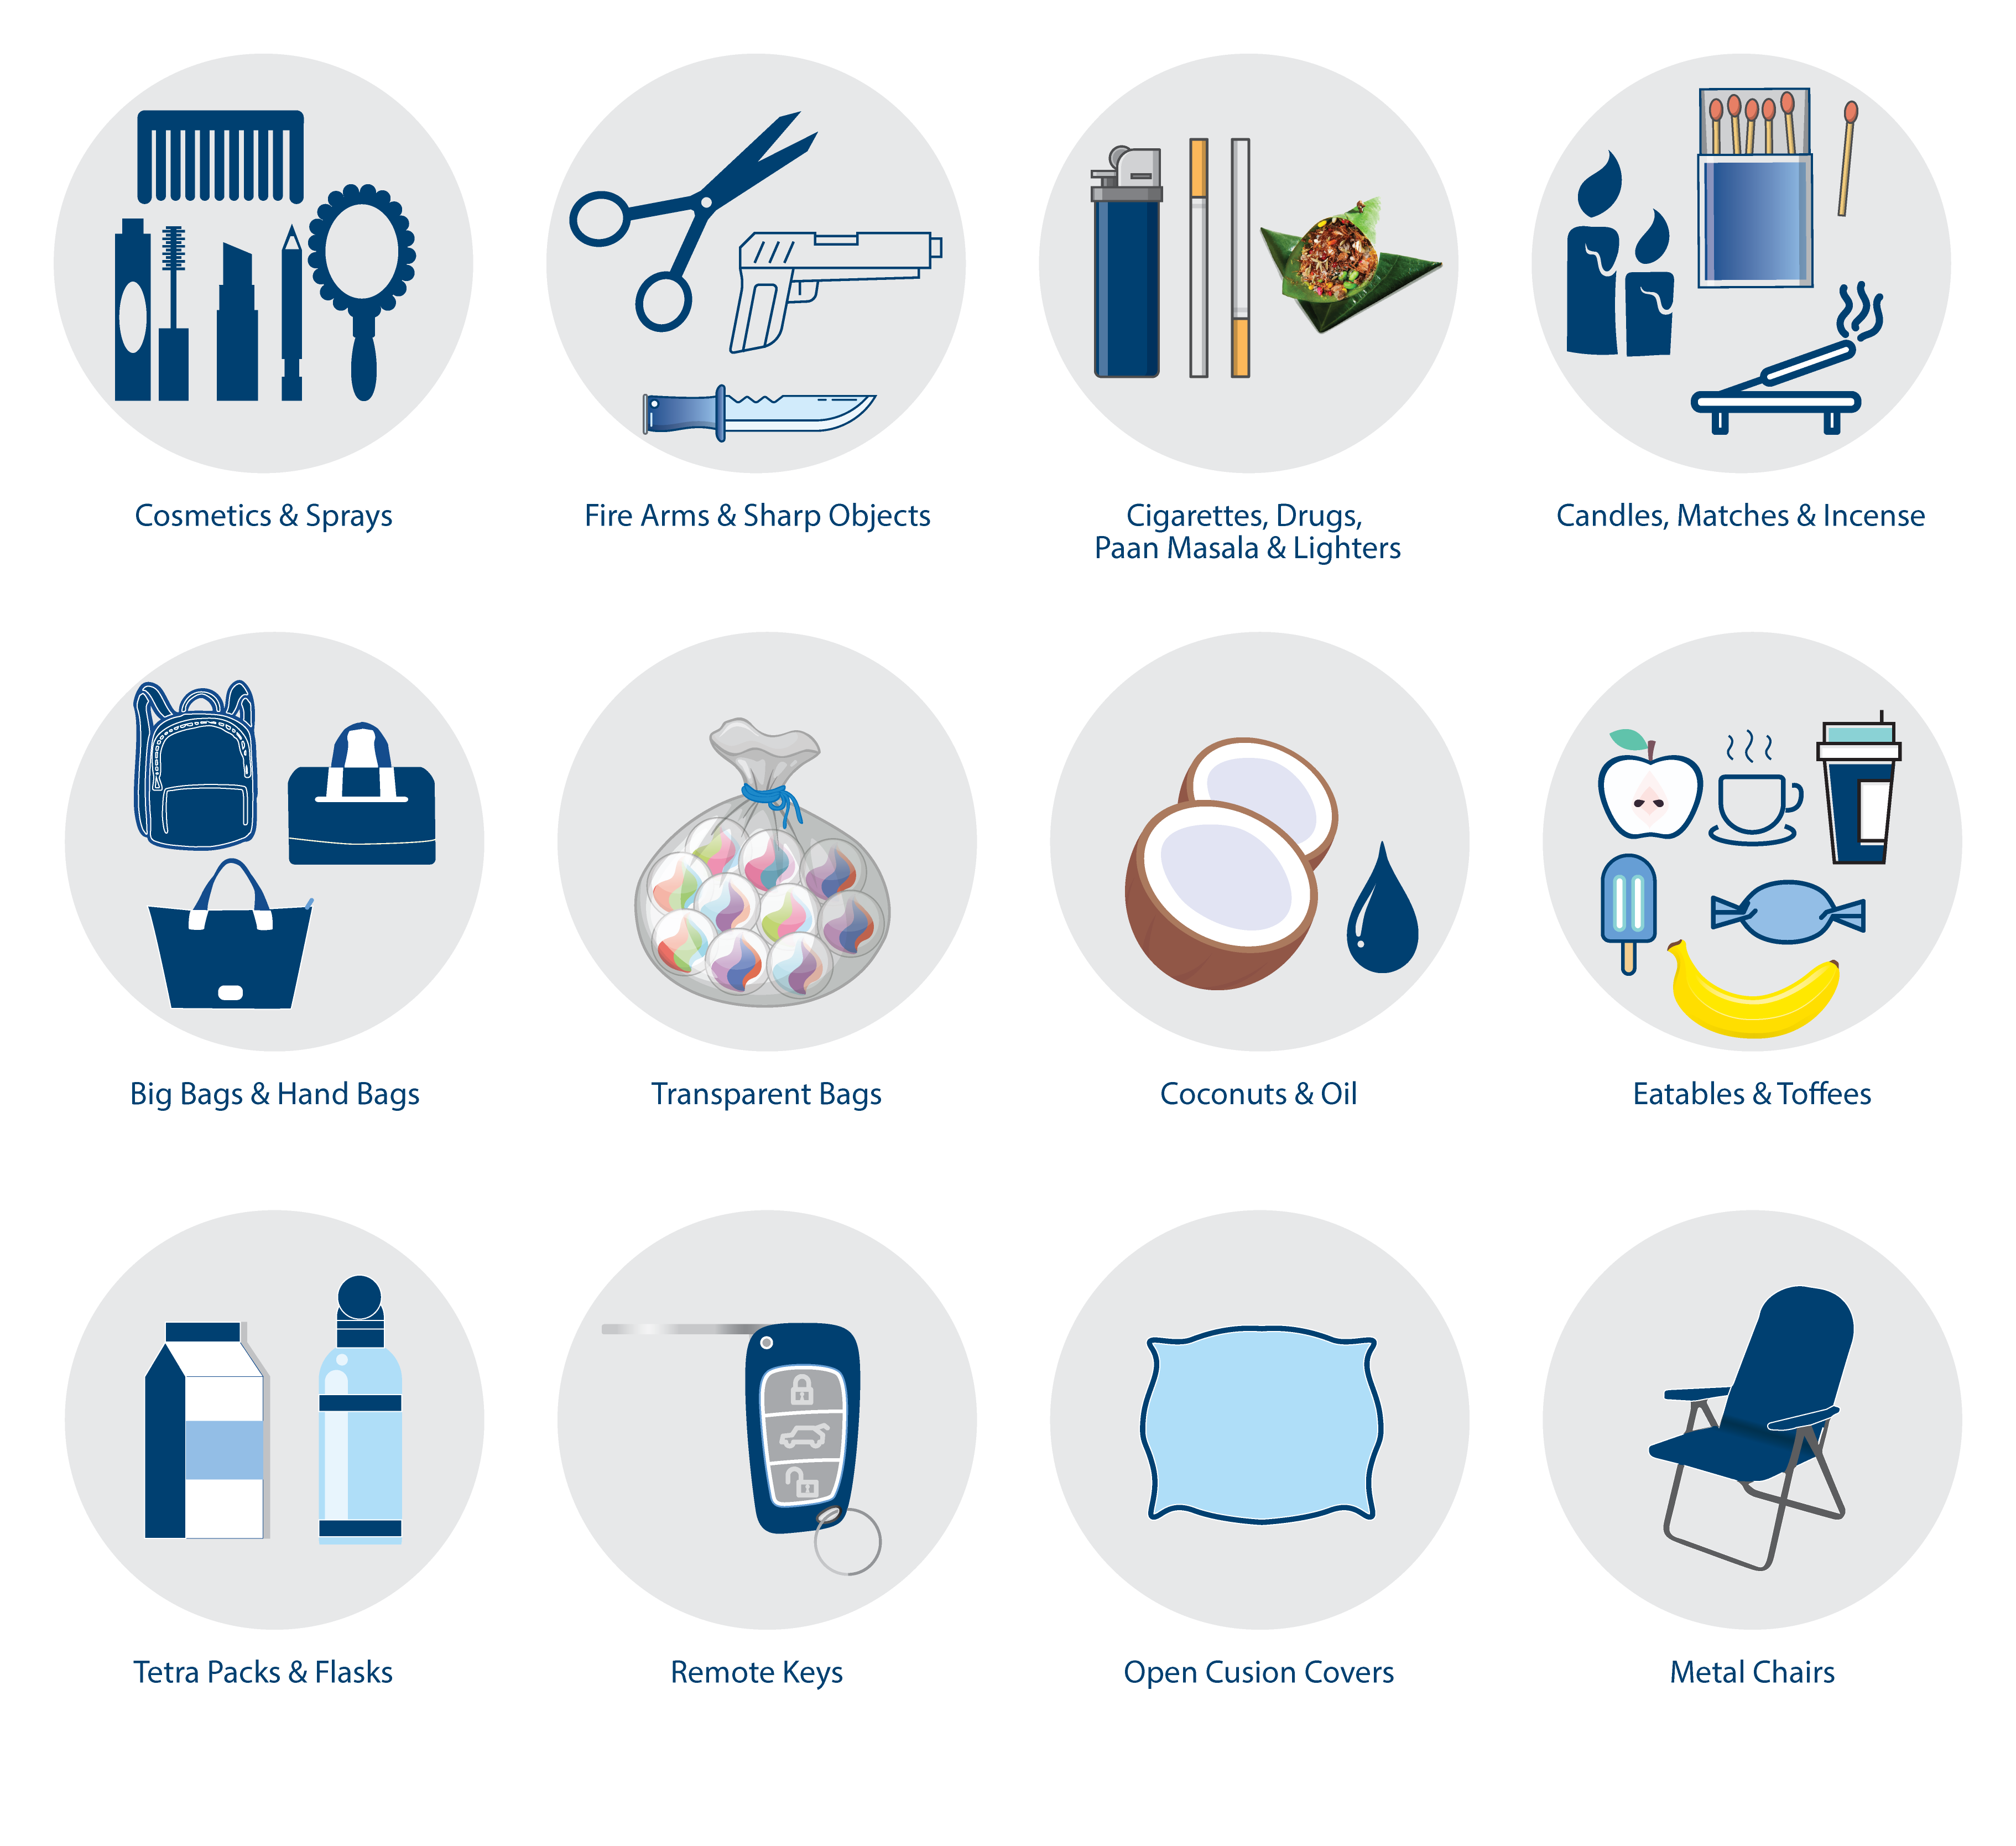 Cosmetics & Sprays
Fire Arms & Sharp Objects
Cigarettes, Drugs,
Paan Masala & Lighters
Candles, Matches & Incense
Big Bags & Hand Bags
Transparent Bags
Coconuts & Oil
Eatables & Toffees
Tetra Packs & Flasks
Remote Keys
Open Cusion Covers
Metal Chairs